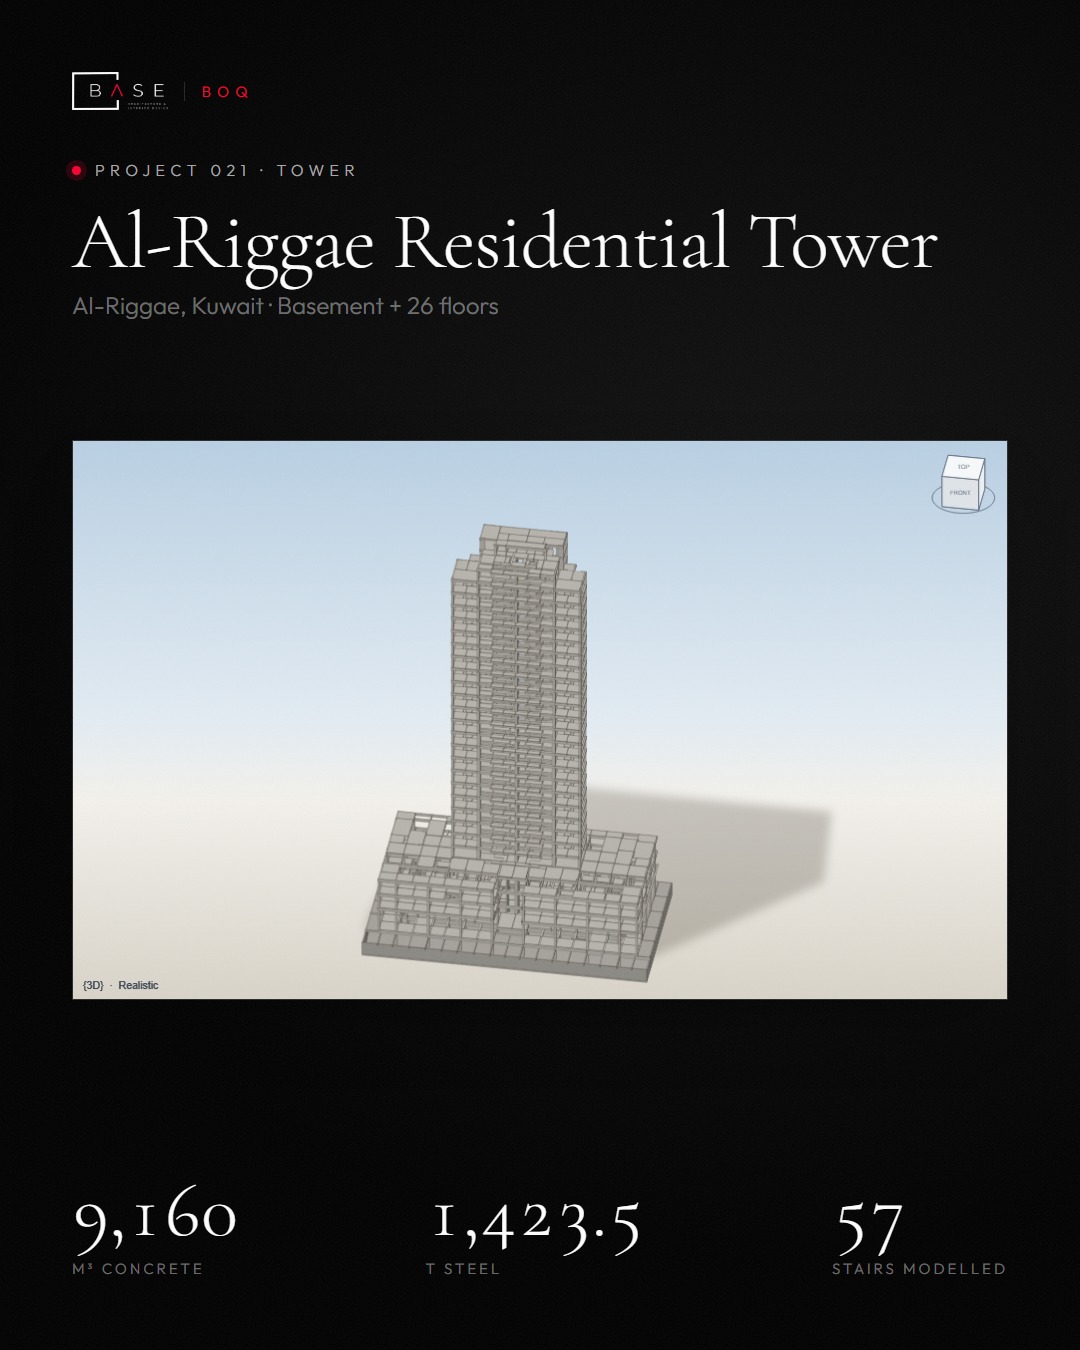 BASE | BOQ
PROJECT 021 · TOWER
Al-Riggae Residential Tower
Al-Riggae, Kuwait · Basement + 26 floors
TOP
FRONT
{3D} · Realistic
9,160
M³ CONCRETE
1,423.5
T STEEL
57
STAIRS MODELLED